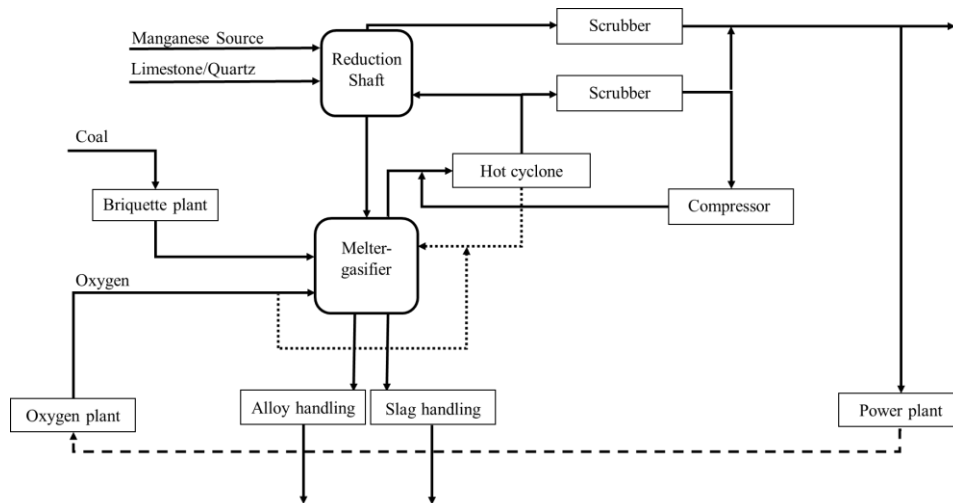 Scrubber
Manganese Source
Reduction
Shaft
Limestone/Quartz
Scrubber
Coal
Hot cyclone
Briquette plant
Compressor
Melter-
gasifier
Oxygen
Oxygen plant
Alloy handling
Slag handling
Power plant